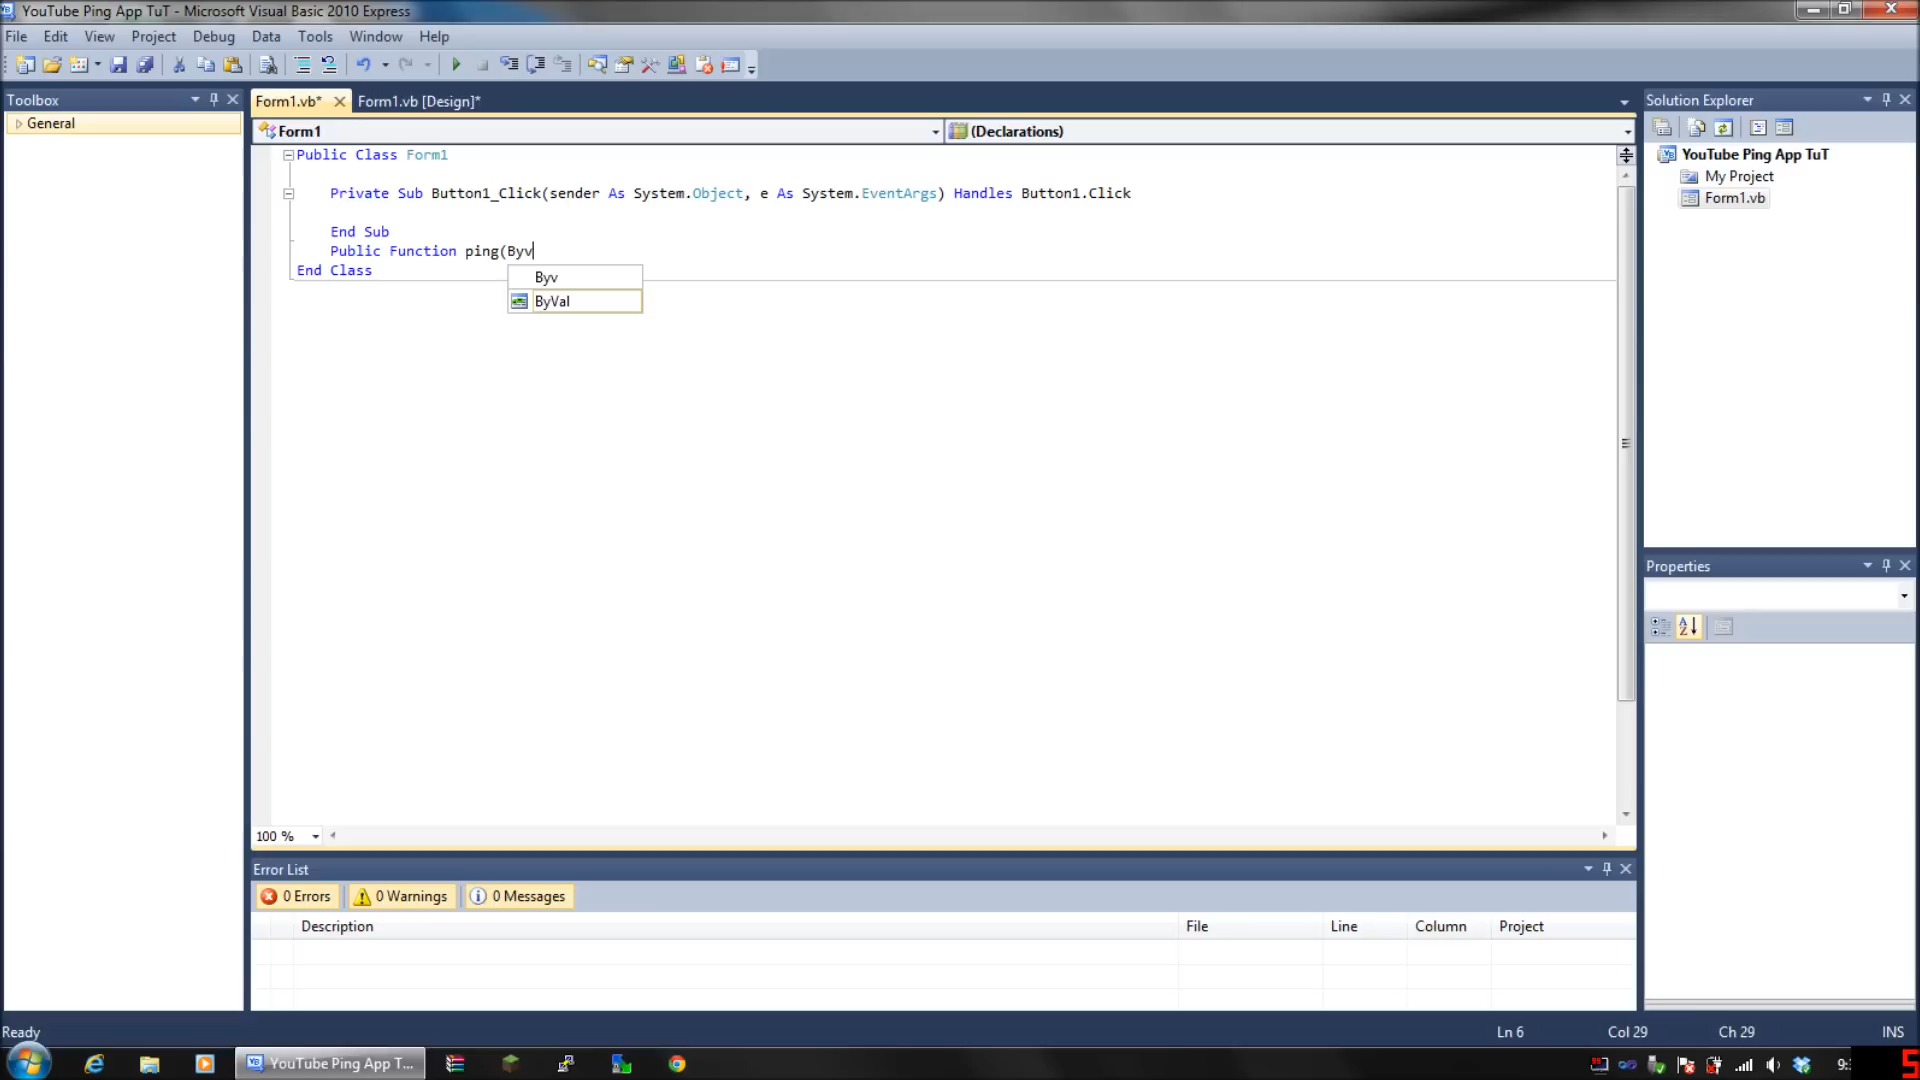 YouTube Ping App TuT - Microsoft Visual Basic 2010 Express
File Edit View Project Debug Data Tools Window Help
Toolbox
General
Form1.vb* Form1.vb [Design]*
Form1 (Declarations)
Public Class Form1
Private Sub Button1_Click(sender As System.Object, e As System.EventArgs) Handles Button1.Click
End Sub
Public Function ping(Byv
End Class
Byv
ByVal
100 %
Solution Explorer
YouTube Ping App TuT
My Project
Form1.vb
Properties
Error List
0 Errors 0 Warnings 0 Messages
Description File Line Column Project
Ready Ln 6 Col 29 Ch 29 INS
YouTube Ping App T...
9:
5